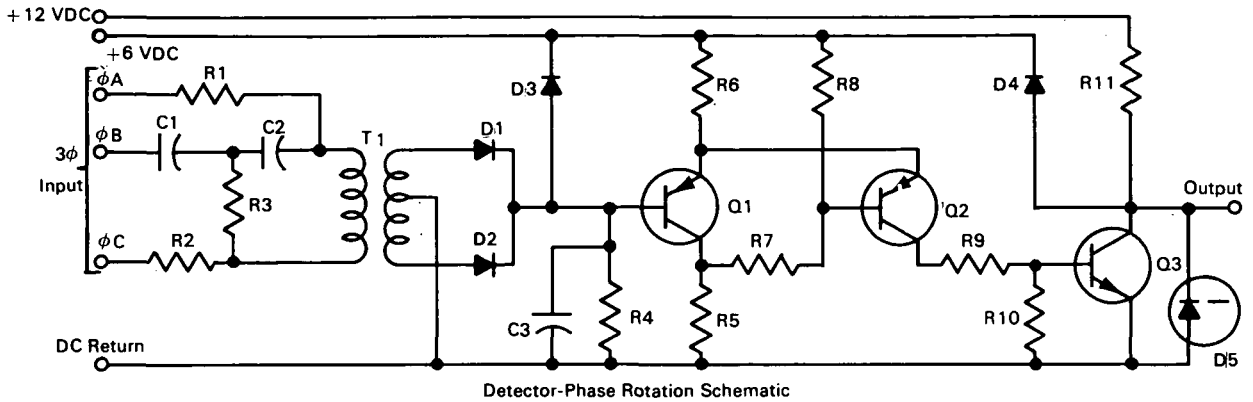 + 12 VDC
+6 VDC
ϕA
R1
ϕB
C1
C2
3ϕ
Input
R3
ϕC
R2
T1
D1
D2
D3
C3
R4
R5
R6
Q1
R7
R8
'Q2
R9
R10
D4
R11
Q3
Output
D5
DC Return
Detector-Phase Rotation Schematic